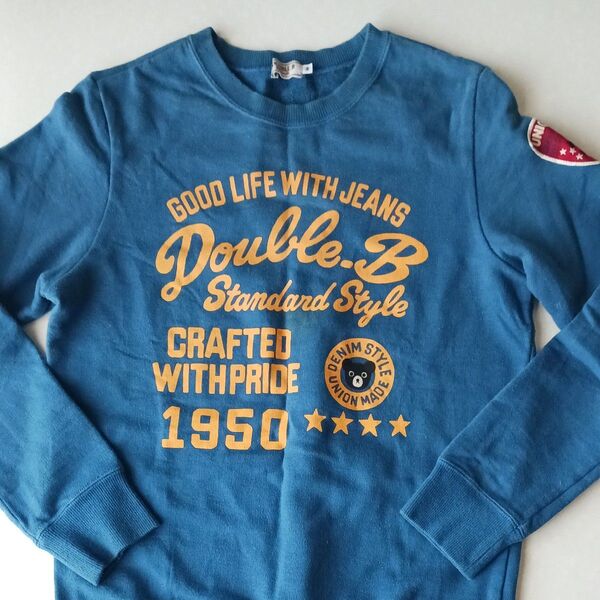 GOOD LIFE WITH JEANS
Double.B
Standard Style
CRAFTED
WITH PRIDE
1950
DENIM STYLE
UNION MADE